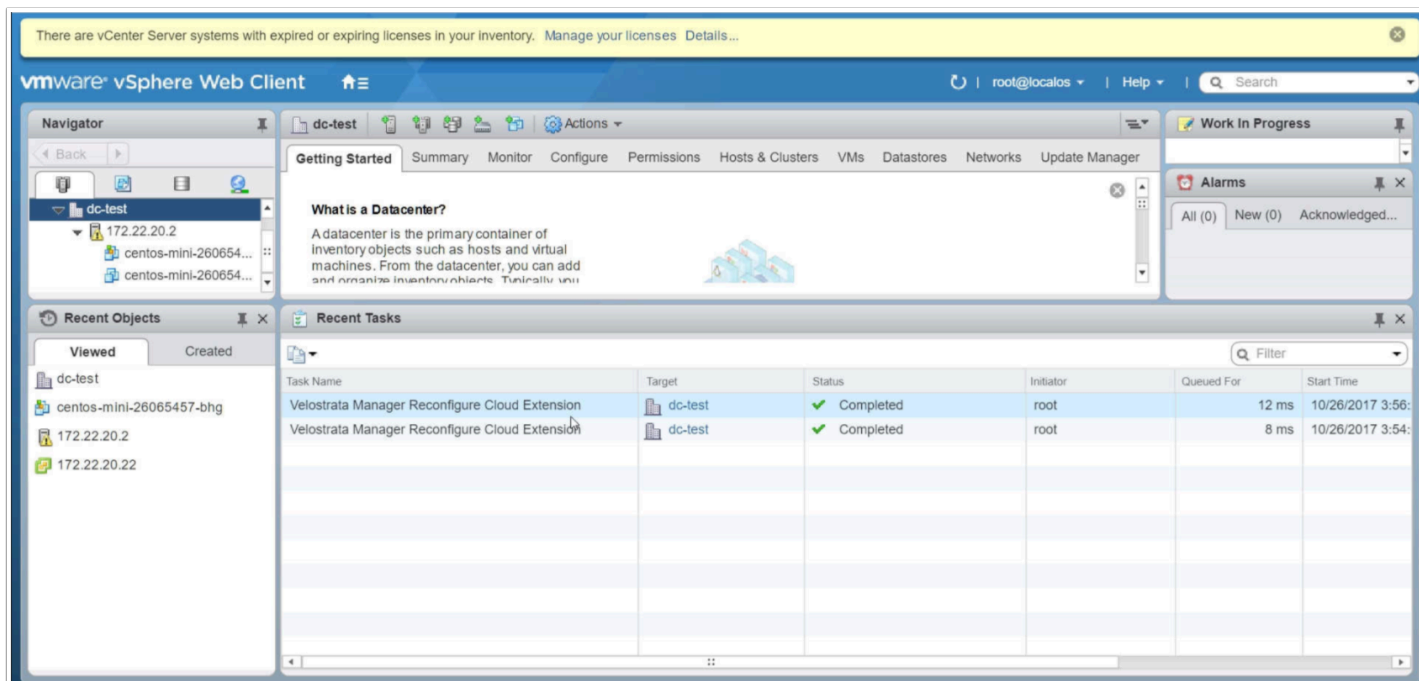 There are vCenter Server systems with expired or expiring licenses in your inventory. Manage your licenses Details...
vmware® vSphere Web Client
root@localos
Help
Search
Navigator
Back
dc-test
172.22.20.2
centos-mini-260654...
centos-mini-260654...
dc-test
Actions
Getting Started Summary Monitor Configure Permissions Hosts & Clusters VMs Datastores Networks Update Manager
What is a Datacenter?
A datacenter is the primary container of
inventory objects such as hosts and virtual
machines. From the datacenter, you can add
and organize inventory objects. Typically, you
Work In Progress
Alarms
All (0) New (0) Acknowledged...
Recent Objects
Viewed Created
dc-test
centos-mini-26065457-bhg
172.22.20.2
172.22.20.22
Recent Tasks
Filter
Task Name Target Status Initiator Queued For Start Time
Velostrata Manager Reconfigure Cloud Extension dc-test Completed root 12 ms 10/26/2017 3:56:
Velostrata Manager Reconfigure Cloud Extension dc-test Completed root 8 ms 10/26/2017 3:54: